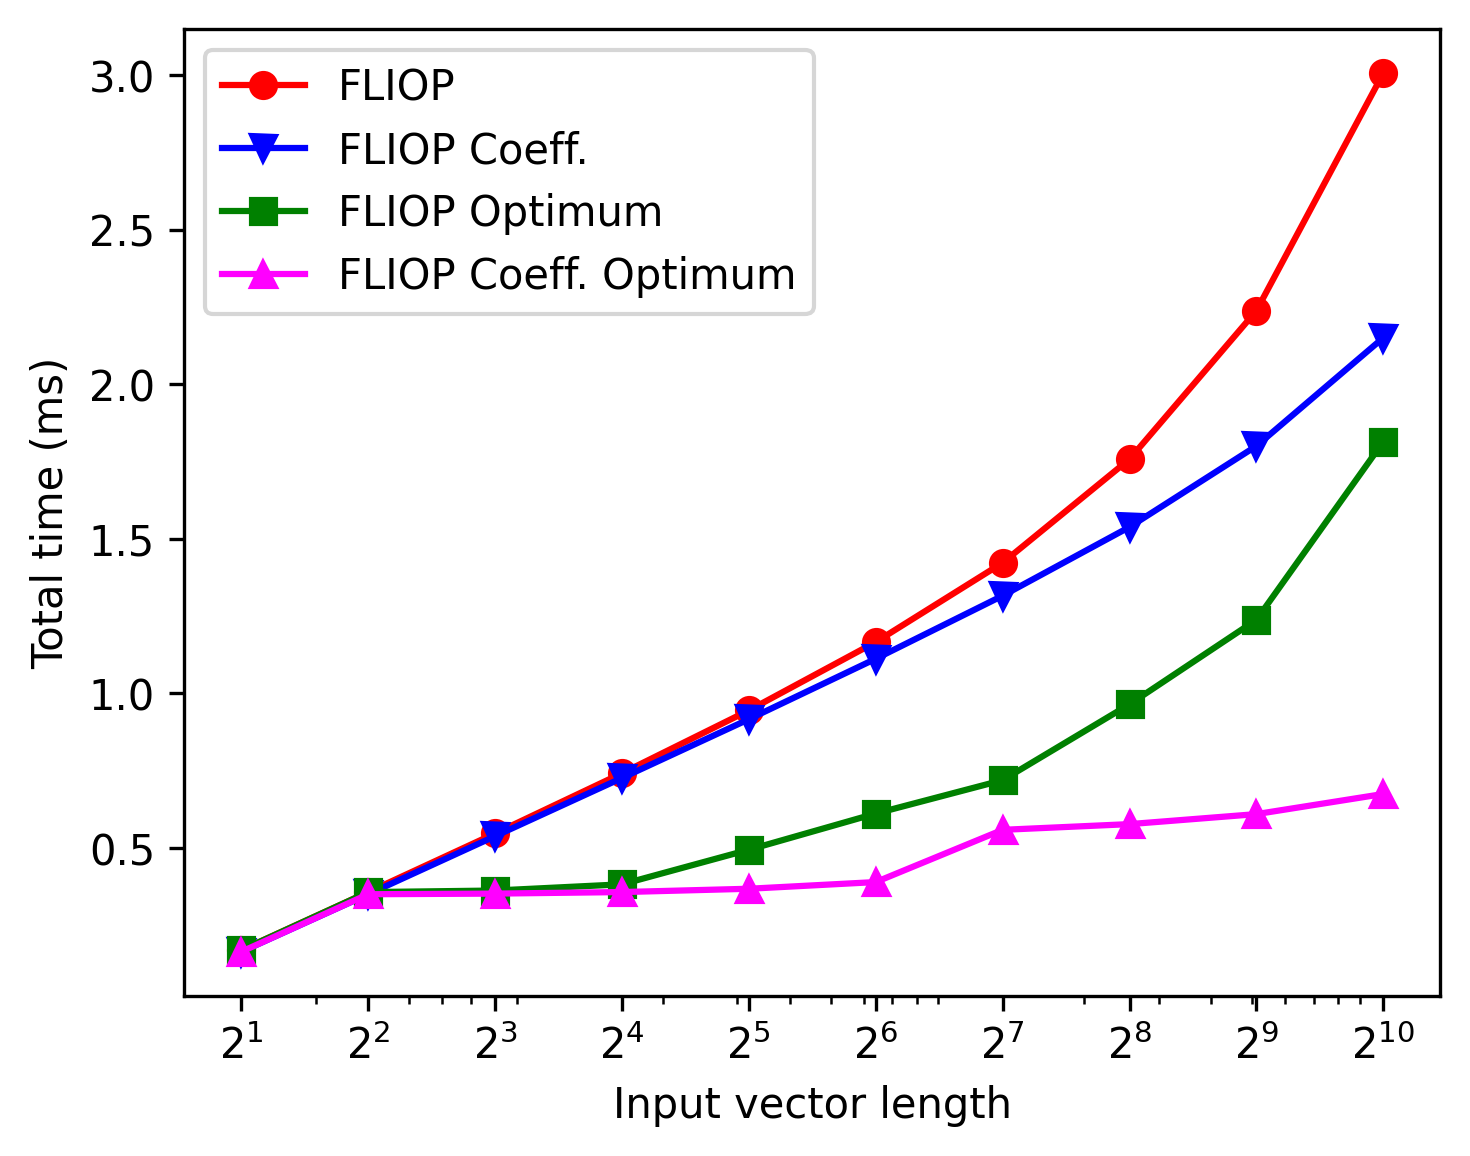 FLIOP
FLIOP Coeff.
FLIOP Optimum
FLIOP Coeff. Optimum
3.0
2.5
2.0
1.5
1.0
0.5
Total time (ms)
2¹ 2² 2³ 2⁴ 2⁵ 2⁶ 2⁷ 2⁸ 2⁹ 2¹⁰
Input vector length